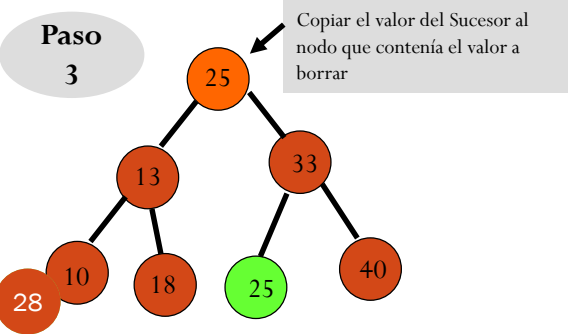 Paso
3
Copiar el valor del Sucesor al
nodo que contenía el valor a
borrar
25
13
33
10
18
25
40
28